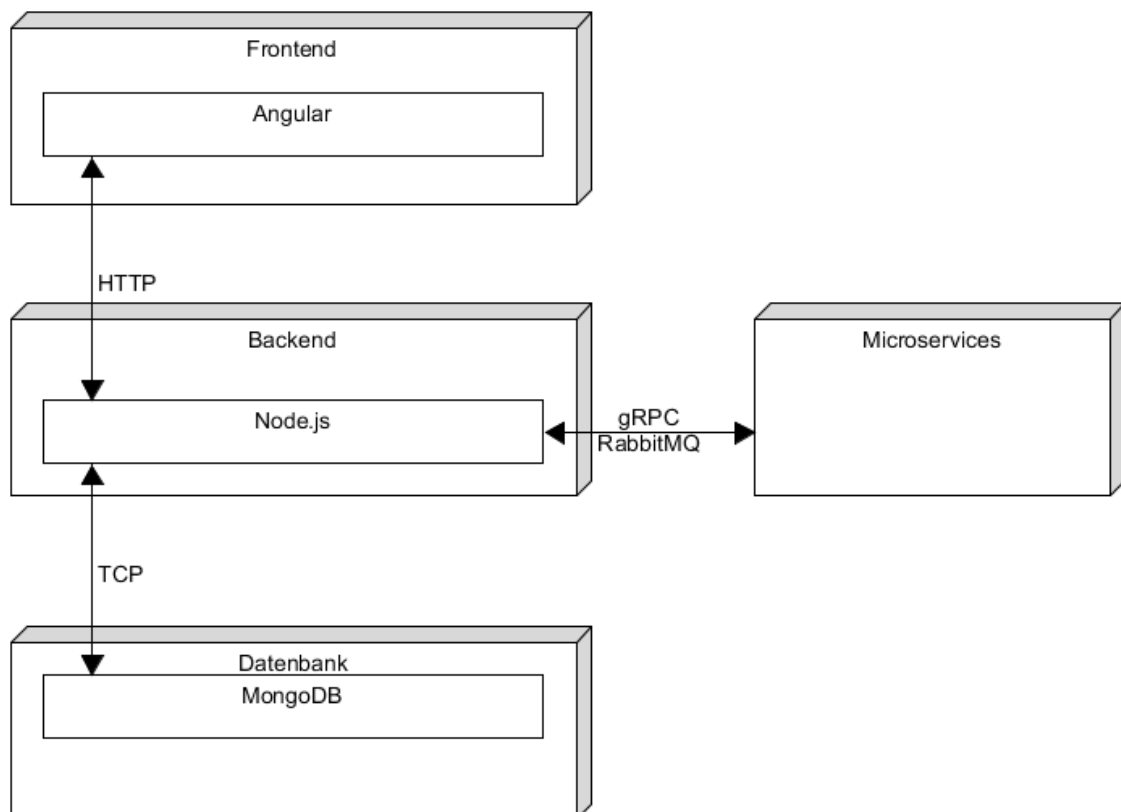 Frontend
Angular
HTTP
Backend
Microservices
Node.js
gRPC
RabbitMQ
TCP
Datenbank
MongoDB